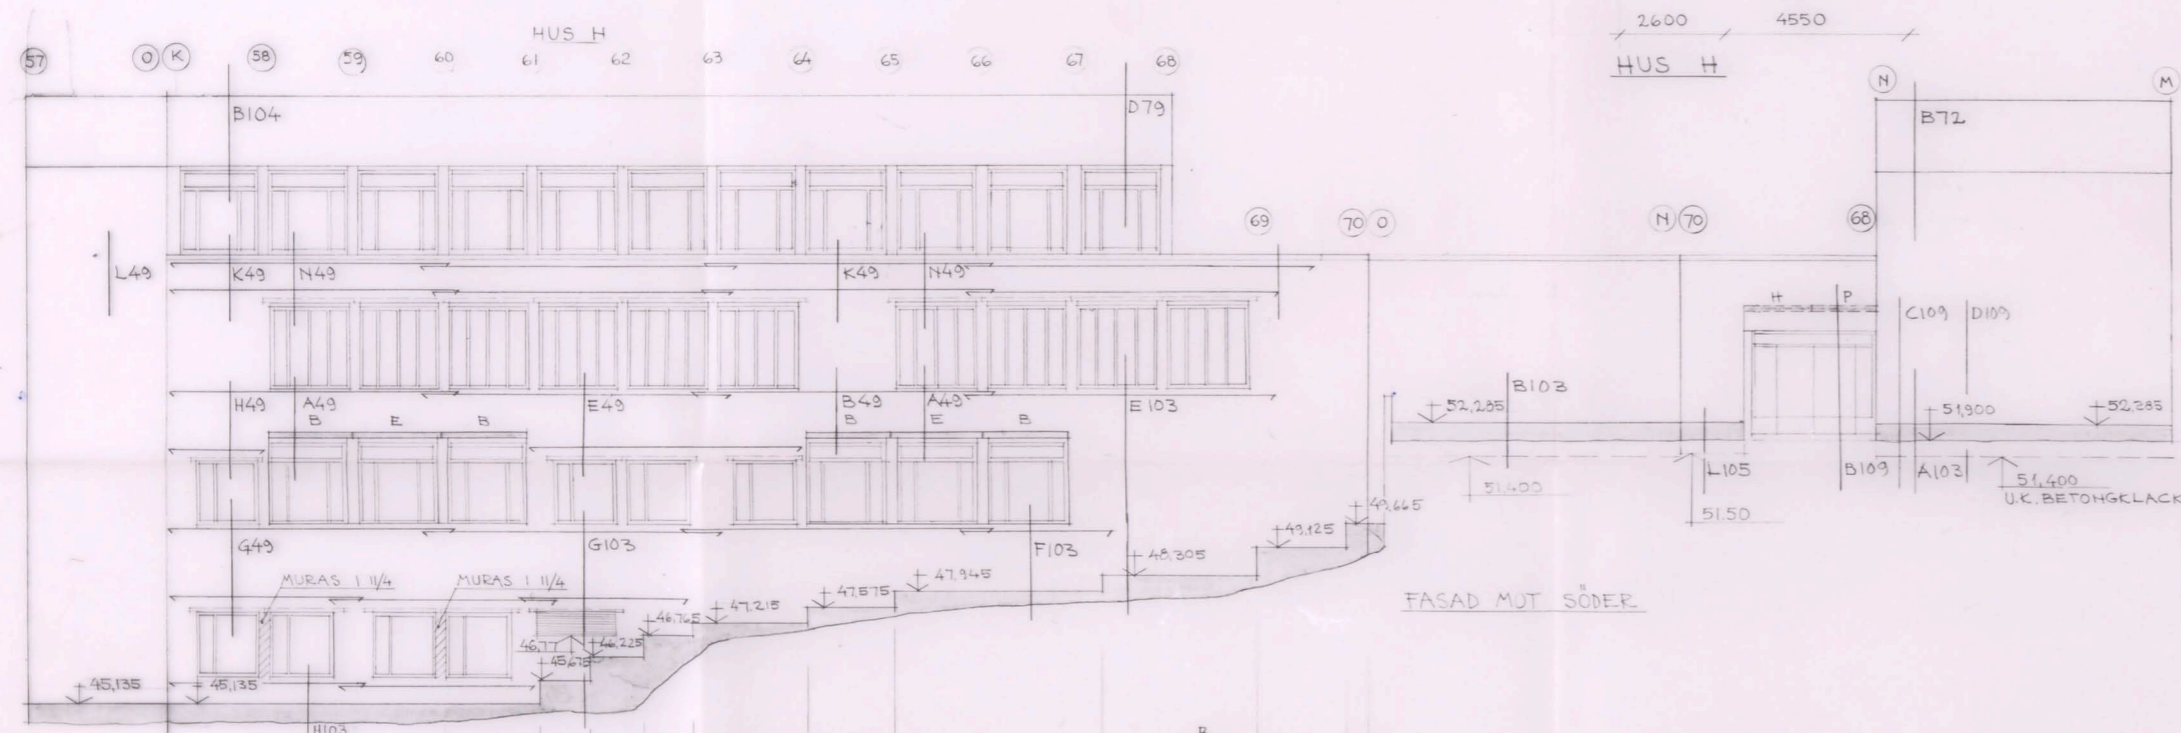 HUS H
2600 4550
HUS H
57 O K 58 59 60 61 62 63 64 65 66 67 68
N M
B104 D79 B72
69 70 O N 70 68
L49 K49 N49 K49 N49
H P
C109 D109
H49 A49 E49 B49 A49 E103
B103
B E B B E B
+52,285 +51,900 +52,285
L105 B109 A103 51,400
U.K. BETONGKLACK
51,400
51.50
G49 G103 F103
+49,665
+49,125
+48,305
MURAS I 11/4 MURAS I 11/4
+47,945
+47,575
+47,215
+46,765
FASAD MOT SÖDER
46,77 +46,225
+45,675
+45,135 +45,135
H103
B